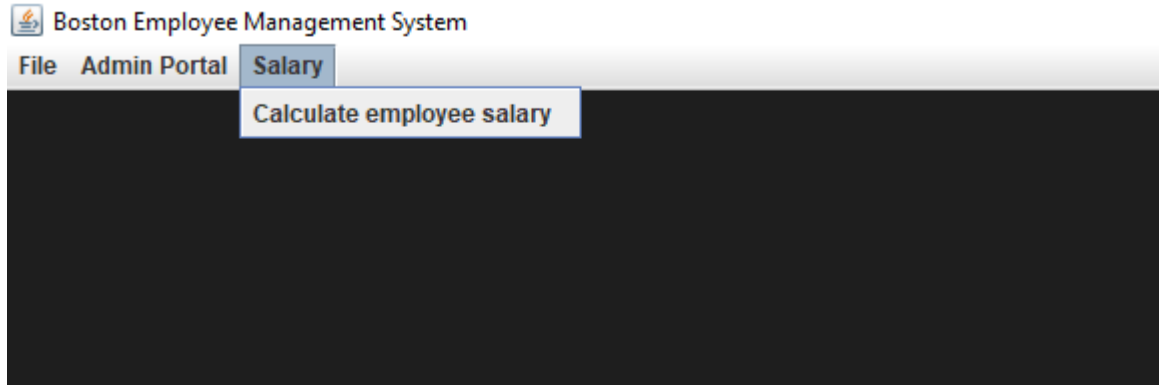 Boston Employee Management System
File Admin Portal Salary
Calculate employee salary